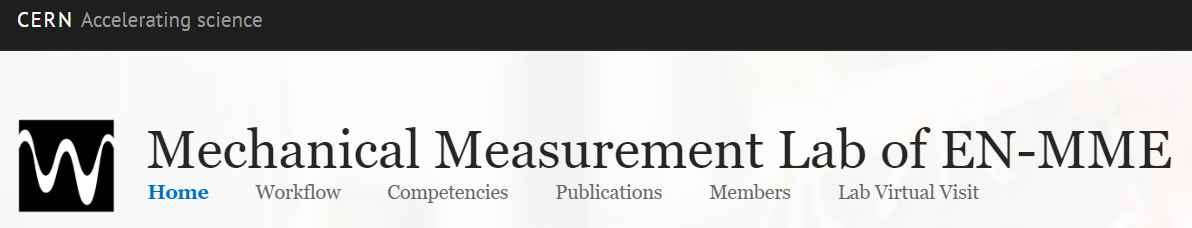 CERN Accelerating science
Mechanical Measurement Lab of EN-MME
Home Workflow Competencies Publications Members Lab Virtual Visit